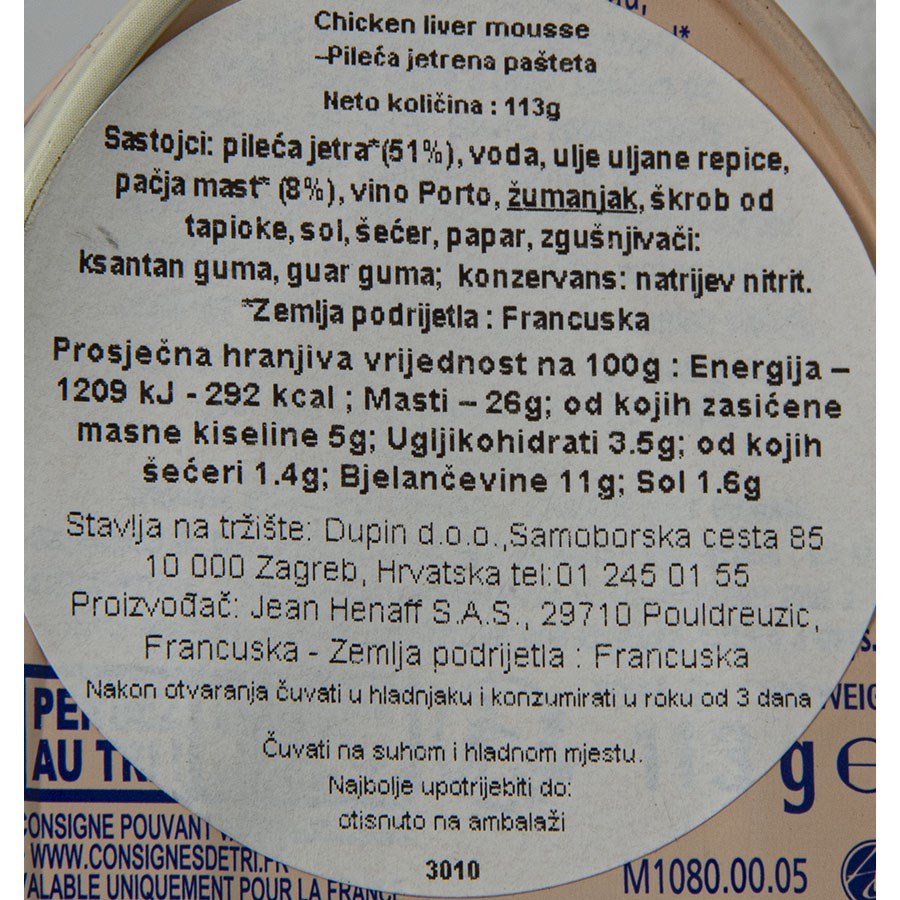 Chicken liver mousse
–Pileća jetrena pašteta
Neto količina : 113g
Sastojci: pileća jetra*(51%), voda, ulje uljane repice,
pačja mast* (8%), vino Porto, žumanjak, škrob od
tapioke, sol, šećer, papar, zgušnjivači:
ksantan guma, guar guma; konzervans: natrijev nitrit.
*Zemlja podrijetla : Francuska
Prosječna hranjiva vrijednost na 100g : Energija –
1209 kJ - 292 kcal ; Masti – 26g; od kojih zasićene
masne kiseline 5g; Ugljikohidrati 3.5g; od kojih
šećeri 1.4g; Bjelančevine 11g; Sol 1.6g
Stavlja na tržište: Dupin d.o.o.,Samoborska cesta 85
10 000 Zagreb, Hrvatska tel:01 245 01 55
Proizvođač: Jean Henaff S.A.S., 29710 Pouldreuzic,
Francuska - Zemlja podrijetla : Francuska
Nakon otvaranja čuvati u hladnjaku i konzumirati u roku od 3 dana
Čuvati na suhom i hladnom mjestu.
Najbolje upotrijebiti do:
otisnuto na ambalaži
3010
AU
g e
CONSIGNE POUVANT
WWW.CONSIGNESDETRI.FR
VALABLE UNIQUEMENT POUR LA FRANCE
M1080.00.05